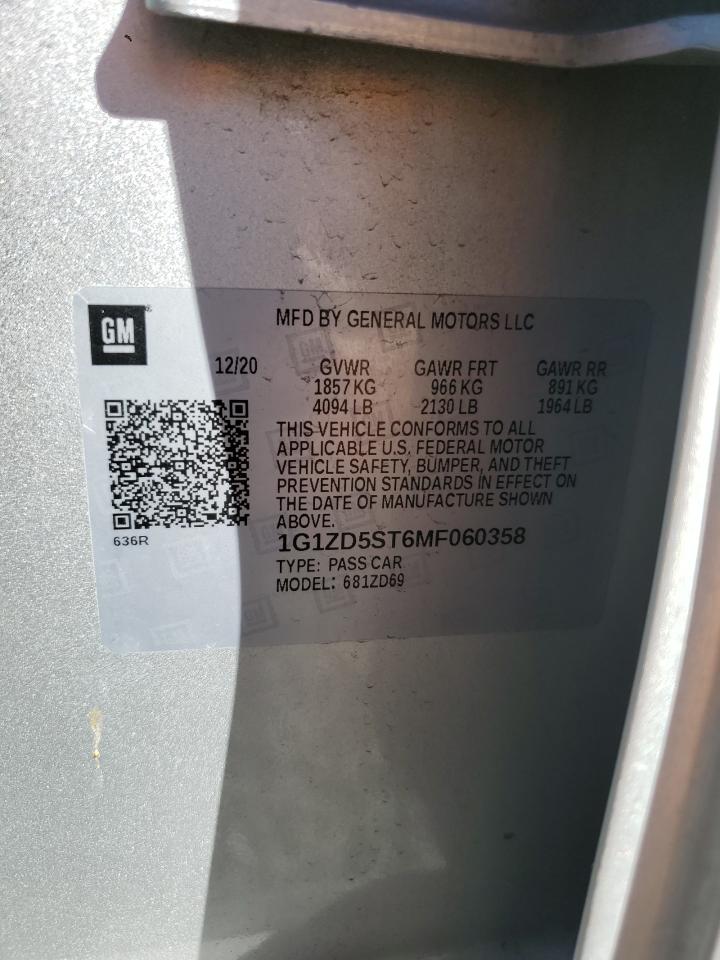 GM
MFD BY GENERAL MOTORS LLC
12/20 GVWR GAWR FRT GAWR RR
1857 KG 966 KG 891 KG
4094 LB 2130 LB 1964 LB
THIS VEHICLE CONFORMS TO ALL
APPLICABLE U.S. FEDERAL MOTOR
VEHICLE SAFETY, BUMPER, AND THEFT
PREVENTION STANDARDS IN EFFECT ON
THE DATE OF MANUFACTURE SHOWN
ABOVE.
636R
1G1ZD5ST6MF060358
TYPE: PASS CAR
MODEL: 681ZD69